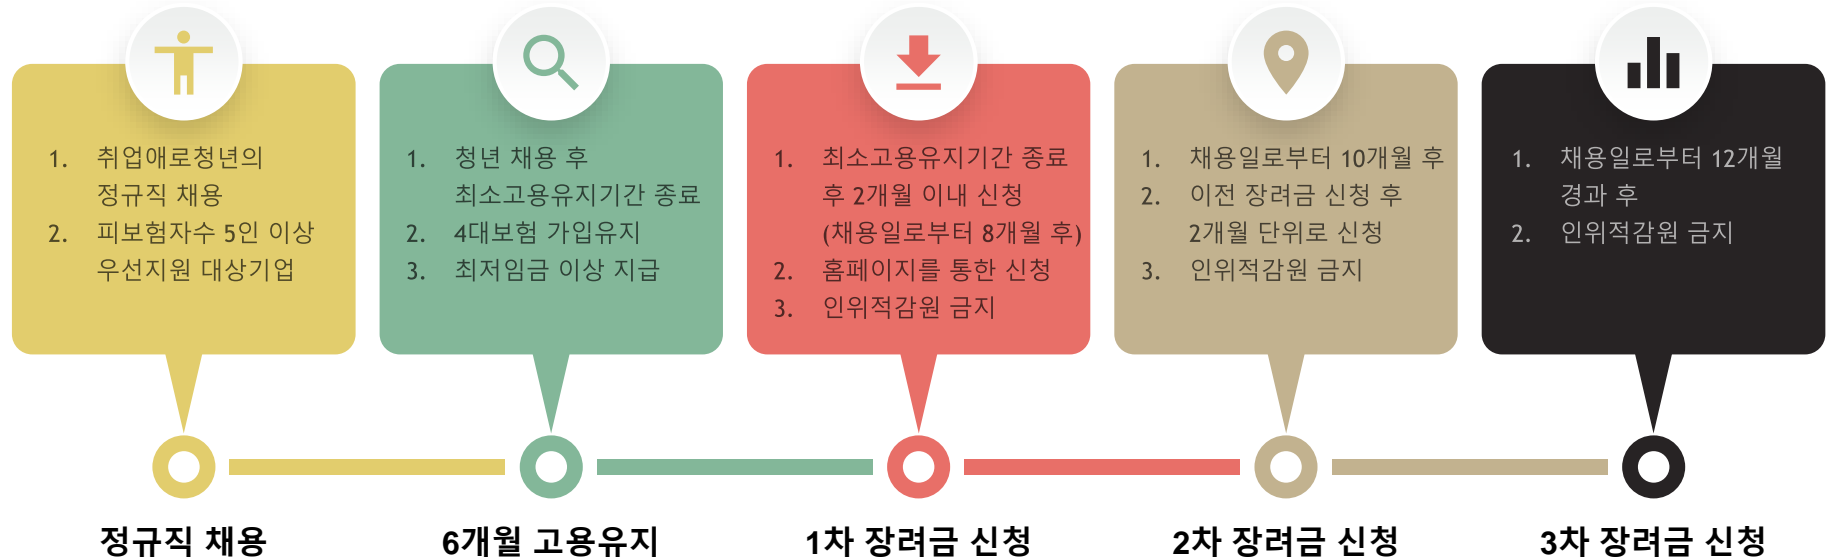 1. 취업애로청년의
정규직 채용
2. 피보험자수 5인 이상
우선지원 대상기업
1. 청년 채용 후
최소고용유지기간 종료
2. 4대보험 가입유지
3. 최저임금 이상 지급
1. 최소고용유지기간 종료
후 2개월 이내 신청
(채용일로부터 8개월 후)
2. 홈페이지를 통한 신청
3. 인위적감원 금지
1. 채용일로부터 10개월 후
2. 이전 장려금 신청 후
2개월 단위로 신청
3. 인위적감원 금지
1. 채용일로부터 12개월
경과 후
2. 인위적감원 금지
정규직 채용
6개월 고용유지
1차 장려금 신청
2차 장려금 신청
3차 장려금 신청